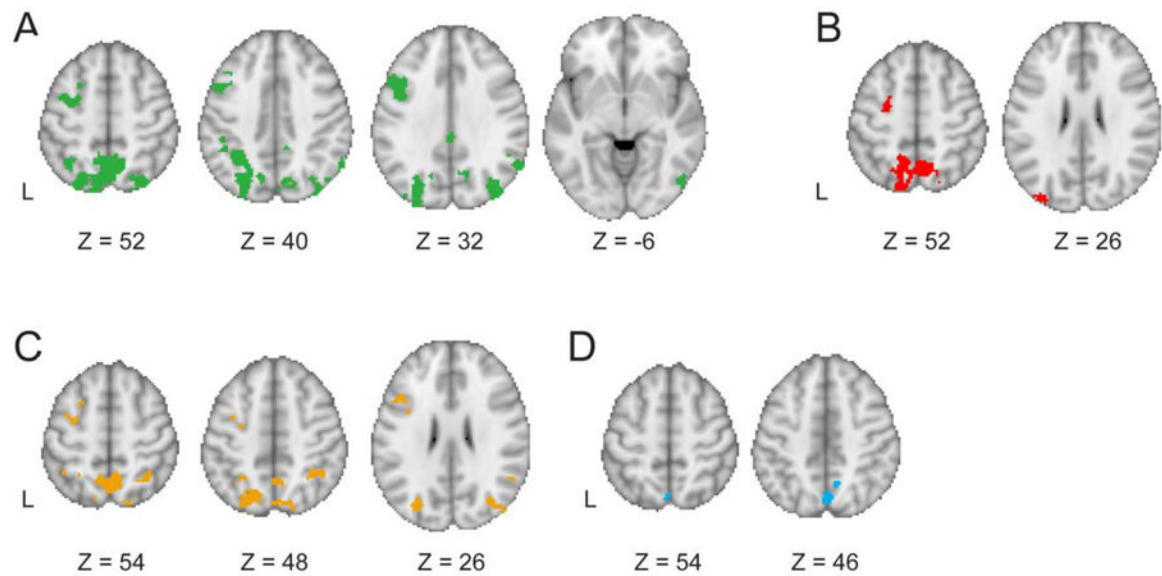 A
B
L
L
Z = 52
Z = 40
Z = 32
Z = -6
Z = 52
Z = 26
C
D
L
L
Z = 54
Z = 48
Z = 26
Z = 54
Z = 46